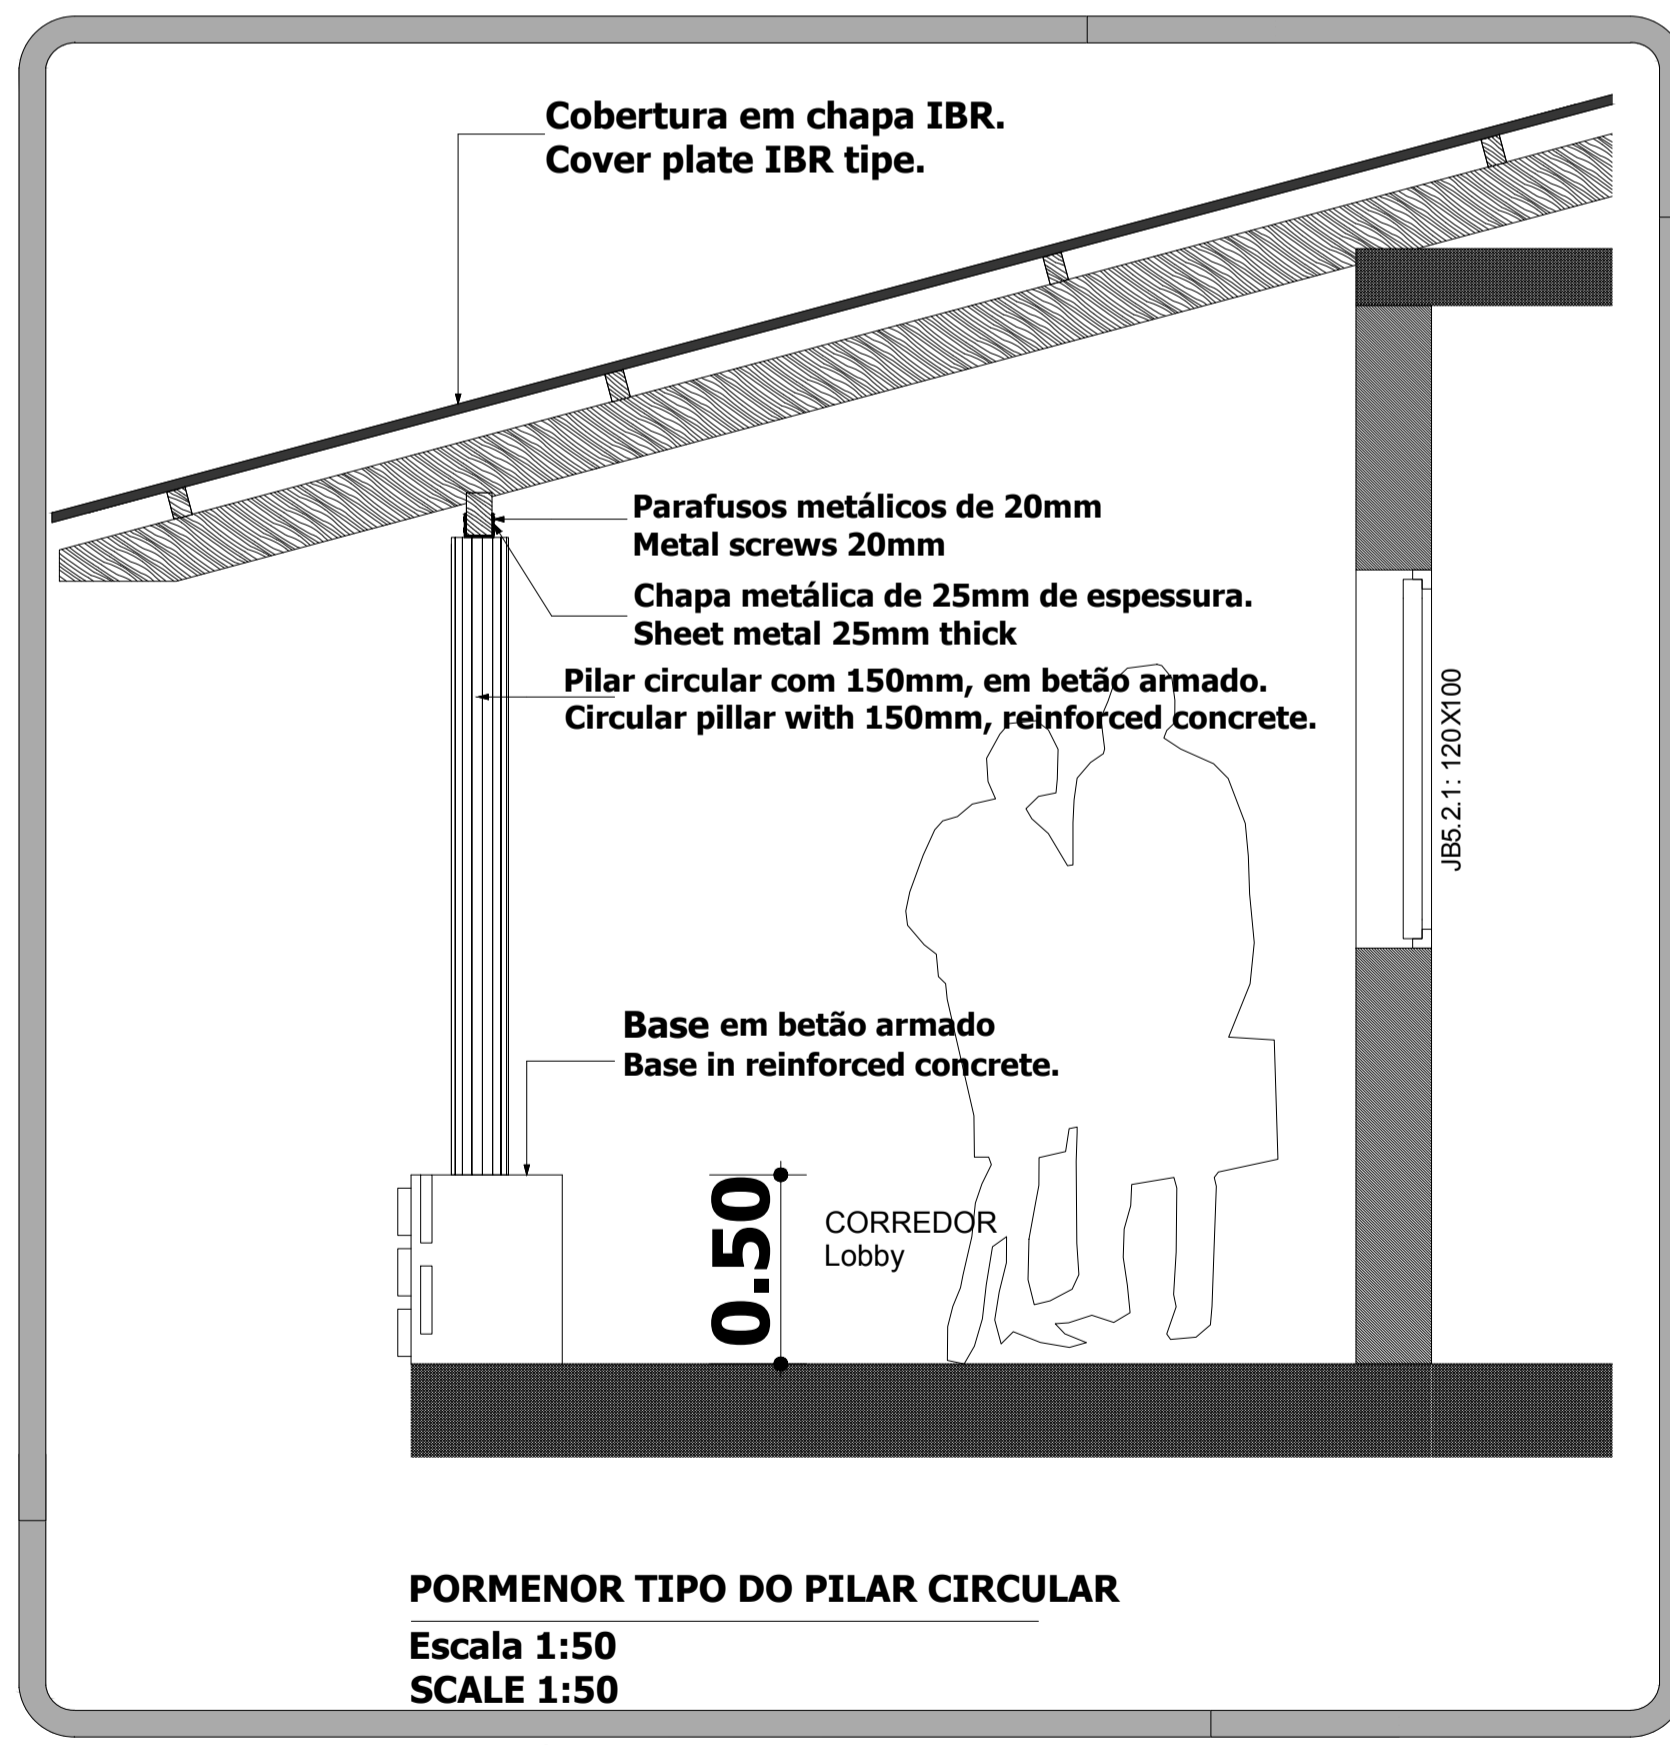 Cobertura em chapa IBR.
Cover plate IBR tipe.
Parafusos metálicos de 20mm
Metal screws 20mm
Chapa metálica de 25mm de espessura.
Sheet metal 25mm thick
Pilar circular com 150mm, em betão armado.
Circular pillar with 150mm, reinforced concrete.
JB5.2.1: 120X100
Base em betão armado
Base in reinforced concrete.
0.50
CORREDOR
Lobby
PORMENOR TIPO DO PILAR CIRCULAR
Escala 1:50
SCALE 1:50